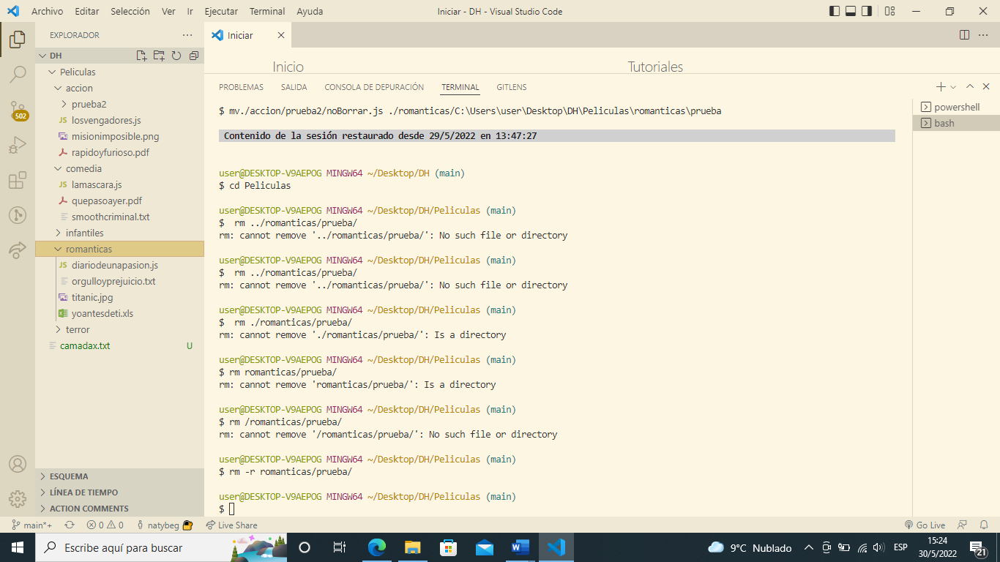 Archivo Editar Selección Ver Ir Ejecutar Terminal Ayuda
Iniciar - DH - Visual Studio Code
EXPLORADOR
DH
Peliculas
accion
prueba2
JS losvengadores.js
misionimposible.png
rapidoyfurioso.pdf
comedia
JS lamascara.js
quepasoayer.pdf
smoothcriminal.txt
infantiles
romanticas
JS diariodeunapasion.js
orgulloyprejuicio.txt
titanic.jpg
yoantesdeti.xls
terror
camadax.txt U
ESQUEMA
LÍNEA DE TIEMPO
ACTION COMMENTS
502
Iniciar
Inicio
Tutoriales
PROBLEMAS SALIDA CONSOLA DE DEPURACIÓN TERMINAL GITLENS
$ mv./accion/prueba2/noBorrar.js ./romanticas/C:\Users\user\Desktop\DH\Peliculas\romanticas\prueba
Contenido de la sesión restaurado desde 29/5/2022 en 13:47:27
user@DESKTOP-V9AEPOG MINGW64 ~/Desktop/DH (main)
$ cd Peliculas
user@DESKTOP-V9AEPOG MINGW64 ~/Desktop/DH/Peliculas (main)
$  rm ../romanticas/prueba/
rm: cannot remove '../romanticas/prueba/': No such file or directory
user@DESKTOP-V9AEPOG MINGW64 ~/Desktop/DH/Peliculas (main)
$  rm ../romanticas/prueba/
rm: cannot remove '../romanticas/prueba/': No such file or directory
user@DESKTOP-V9AEPOG MINGW64 ~/Desktop/DH/Peliculas (main)
$  rm ./romanticas/prueba/
rm: cannot remove './romanticas/prueba/': Is a directory
user@DESKTOP-V9AEPOG MINGW64 ~/Desktop/DH/Peliculas (main)
$ rm romanticas/prueba/
rm: cannot remove 'romanticas/prueba/': Is a directory
user@DESKTOP-V9AEPOG MINGW64 ~/Desktop/DH/Peliculas (main)
$ rm /romanticas/prueba/
rm: cannot remove '/romanticas/prueba/': No such file or directory
user@DESKTOP-V9AEPOG MINGW64 ~/Desktop/DH/Peliculas (main)
$ rm -r romanticas/prueba/
user@DESKTOP-V9AEPOG MINGW64 ~/Desktop/DH/Peliculas (main)
$
powershell
bash
main*+ 0 0 natybeg Live Share Go Live
Escribe aquí para buscar
9°C Nublado
ESP
15:24
30/5/2022
21